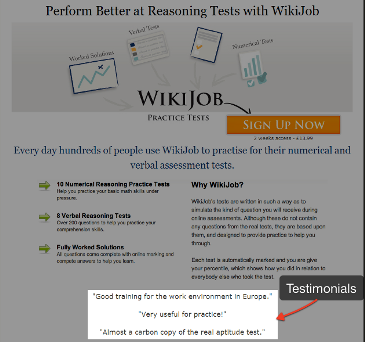 Perform Better at Reasoning Tests with WikiJob
Worked Solutions
Verbal Tests
Numerical Tests
WIKIJOB
PRACTICE TESTS
SIGN UP NOW
Every day hundreds of people use WikiJob to practise for their numerical and
verbal assessment tests.
10 Numerical Reasoning Practice Tests
Help you practice your basic math skills under
pressure.
8 Verbal Reasoning Tests
Over 200 questions to help you practice your
comprehension skills.
Fully Worked Solutions
All questions come complete with online marking and
complete answers to help you learn.
Why WikiJob?
WikiJob's tests are written in such a way as to
simulate the kind of question you will receive during
online assessments. Although these do not contain
any questions from the real tests, they are based upon
them, and designed to provide practice to help you
through
Each test is automatically marked and you are give
your percentile, which shows how you did in relation to
everybody else who took the test.
Testimonials
"Good training for the work environment in Europe."
"Very useful for practice!"
"Almost a carbon copy of the real aptitude test."